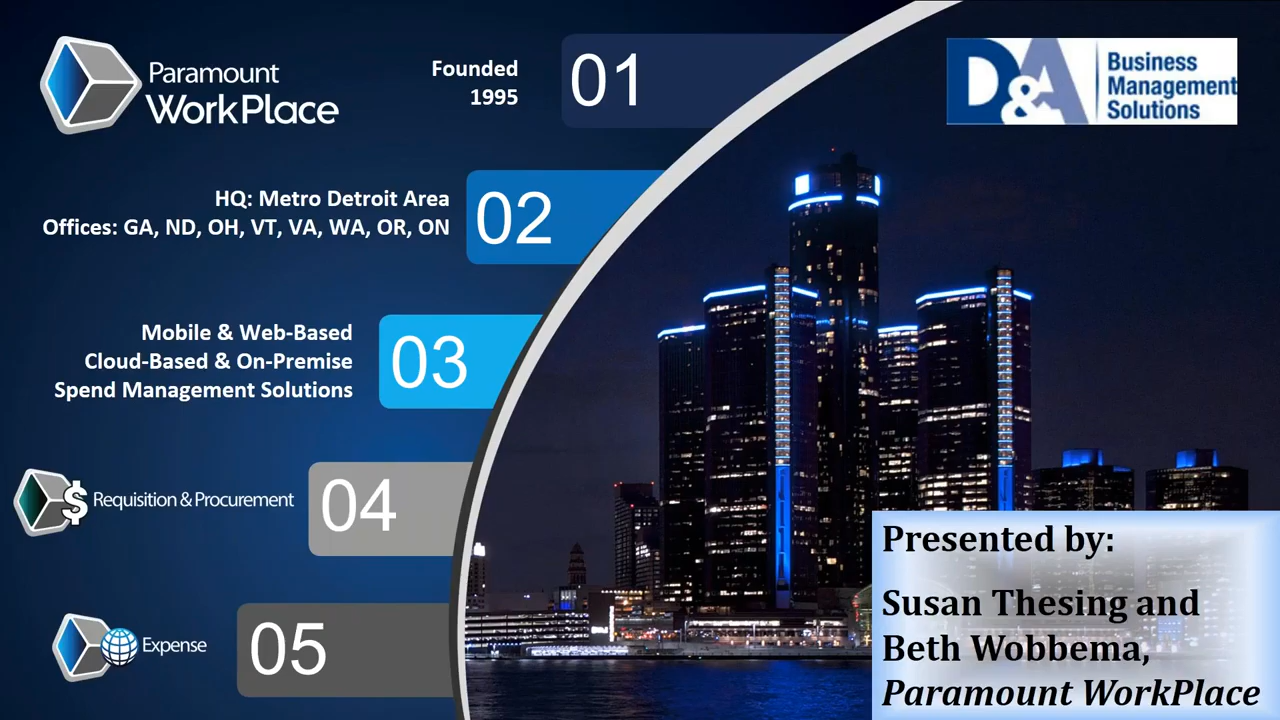 Paramount
WorkPlace
Founded
1995
01
D&A
Business
Management
Solutions
HQ: Metro Detroit Area
Offices: GA, ND, OH, VT, VA, WA, OR, ON
02
Mobile & Web-Based
Cloud-Based & On-Premise
Spend Management Solutions
03
$
Requisition & Procurement
04
Expense
05
Presented by:
Susan Thesing and
Beth Wobbema,
Paramount WorkPlace